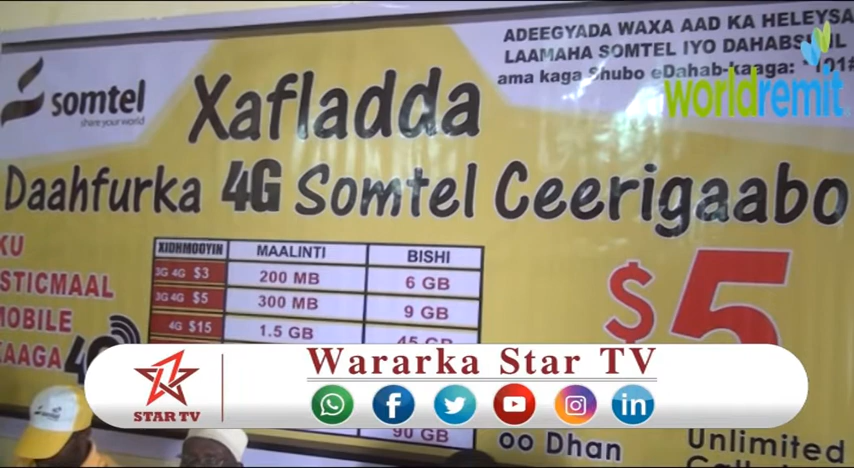 ADEEGYADA WAXA AAD KA HELEYSA
LAAMAHA SOMTEL IYO
ama kaga Shubo eDahab-kaaga:
worldremit
somtel
share your world
Xafladda
Daahfurka 4G Somtel Ceerigaabo
KU
ISTICMAAL
MOBILE
KAAGA 4G
XIDHMOOYIN MAALINTI BISHI
3G 4G $3 200 MB 6 GB
3G 4G $5 300 MB 9 GB
4G $15 1.5 GB 45 GB
90 GB
$5
oo Dhan
Unlimited
somtel
STAR TV
Wararka Star TV